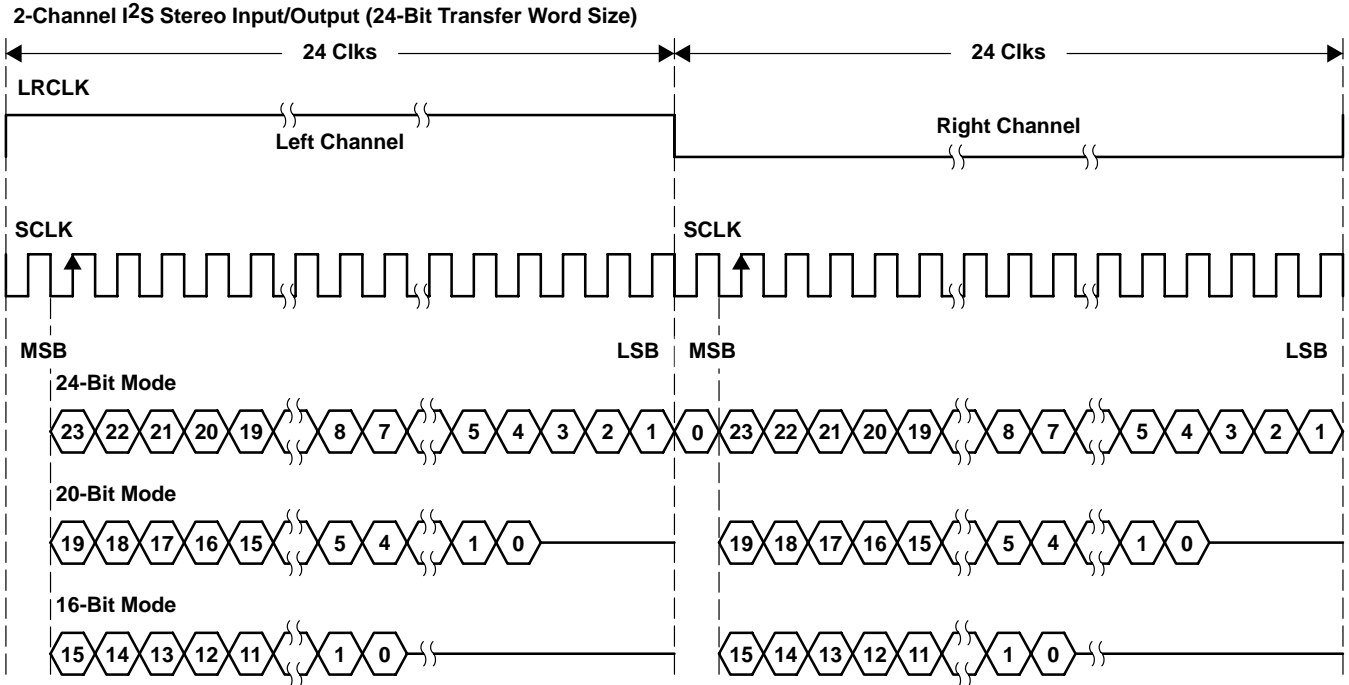 2-Channel I2S Stereo Input/Output (24-Bit Transfer Word Size)
24 Clks 24 Clks
LRCLK
Left Channel Right Channel
SCLK SCLK
MSB LSB MSB LSB
24-Bit Mode
23 22 21 20 19 8 7 5 4 3 2 1 0 23 22 21 20 19 8 7 5 4 3 2 1
20-Bit Mode
19 18 17 16 15 5 4 1 0 19 18 17 16 15 5 4 1 0
16-Bit Mode
15 14 13 12 11 1 0 15 14 13 12 11 1 0